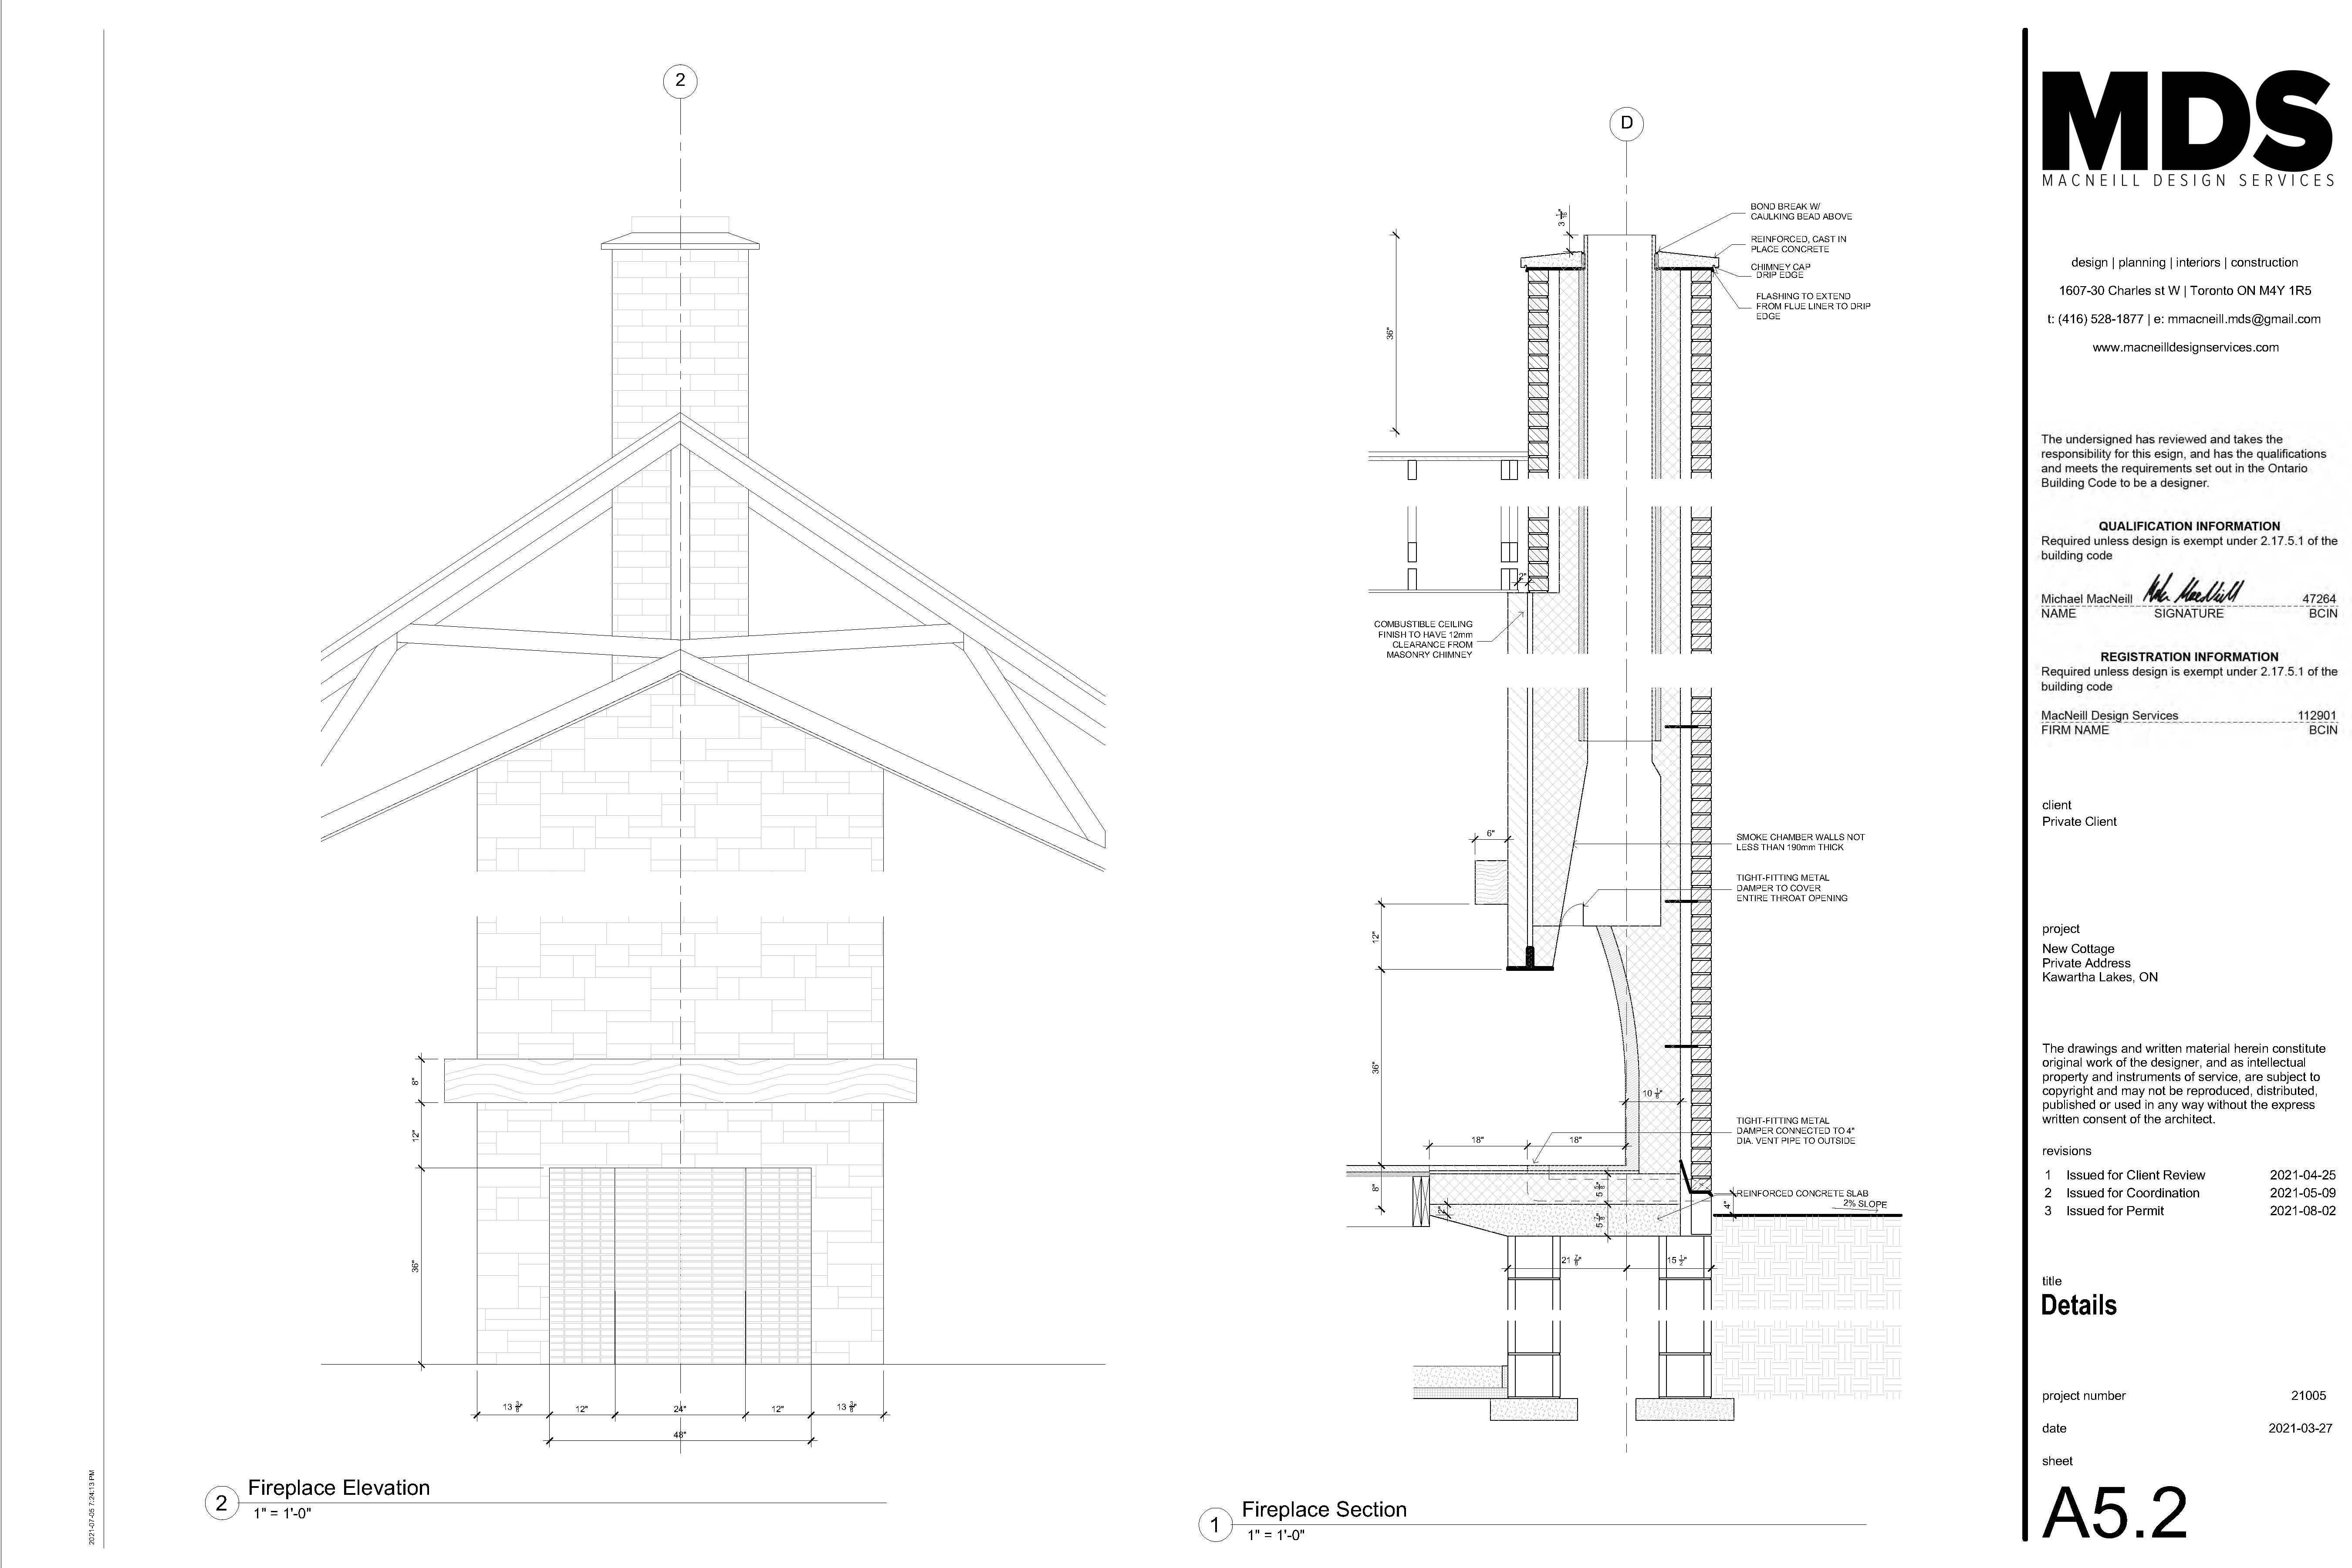 2
36"
12"
8"
13 3/8"
12"
24"
12"
13 3/8"
48"
2
Fireplace Elevation
1" = 1'-0"
2021-07-05 7:24:13 PM
D
3 1/16"
BOND BREAK W/
CAULKING BEAD ABOVE
REINFORCED, CAST IN
PLACE CONCRETE
CHIMNEY CAP
DRIP EDGE
FLASHING TO EXTEND
FROM FLUE LINER TO DRIP
EDGE
36"
2"
COMBUSTIBLE CEILING
FINISH TO HAVE 12mm
CLEARANCE FROM
MASONRY CHIMNEY
6"
SMOKE CHAMBER WALLS NOT
LESS THAN 190mm THICK
TIGHT-FITTING METAL
DAMPER TO COVER
ENTIRE THROAT OPENING
12"
36"
10 1/8"
TIGHT-FITTING METAL
DAMPER CONNECTED TO 4"
DIA. VENT PIPE TO OUTSIDE
18"
18"
8"
2"
5 5/8"
5 7/8"
REINFORCED CONCRETE SLAB
2% SLOPE
4"
21 7/8"
15 1/2"
1
Fireplace Section
1" = 1'-0"
MDS
MACNEILL DESIGN SERVICES
design | planning | interiors | construction
1607-30 Charles st W | Toronto ON M4Y 1R5
t: (416) 528-1877 | e: mmacneill.mds@gmail.com
www.macneilldesignservices.com
The undersigned has reviewed and takes the
responsibility for this esign, and has the qualifications
and meets the requirements set out in the Ontario
Building Code to be a designer.
QUALIFICATION INFORMATION
Required unless design is exempt under 2.17.5.1 of the
building code
Michael MacNeill 47264
NAME SIGNATURE BCIN
REGISTRATION INFORMATION
Required unless design is exempt under 2.17.5.1 of the
building code
MacNeill Design Services 112901
FIRM NAME BCIN
client
Private Client
project
New Cottage
Private Address
Kawartha Lakes, ON
The drawings and written material herein constitute
original work of the designer, and as intellectual
property and instruments of service, are subject to
copyright and may not be reproduced, distributed,
published or used in any way without the express
written consent of the architect.
revisions
1 Issued for Client Review 2021-04-25
2 Issued for Coordination 2021-05-09
3 Issued for Permit 2021-08-02
title
Details
project number 21005
date 2021-03-27
sheet
A5.2